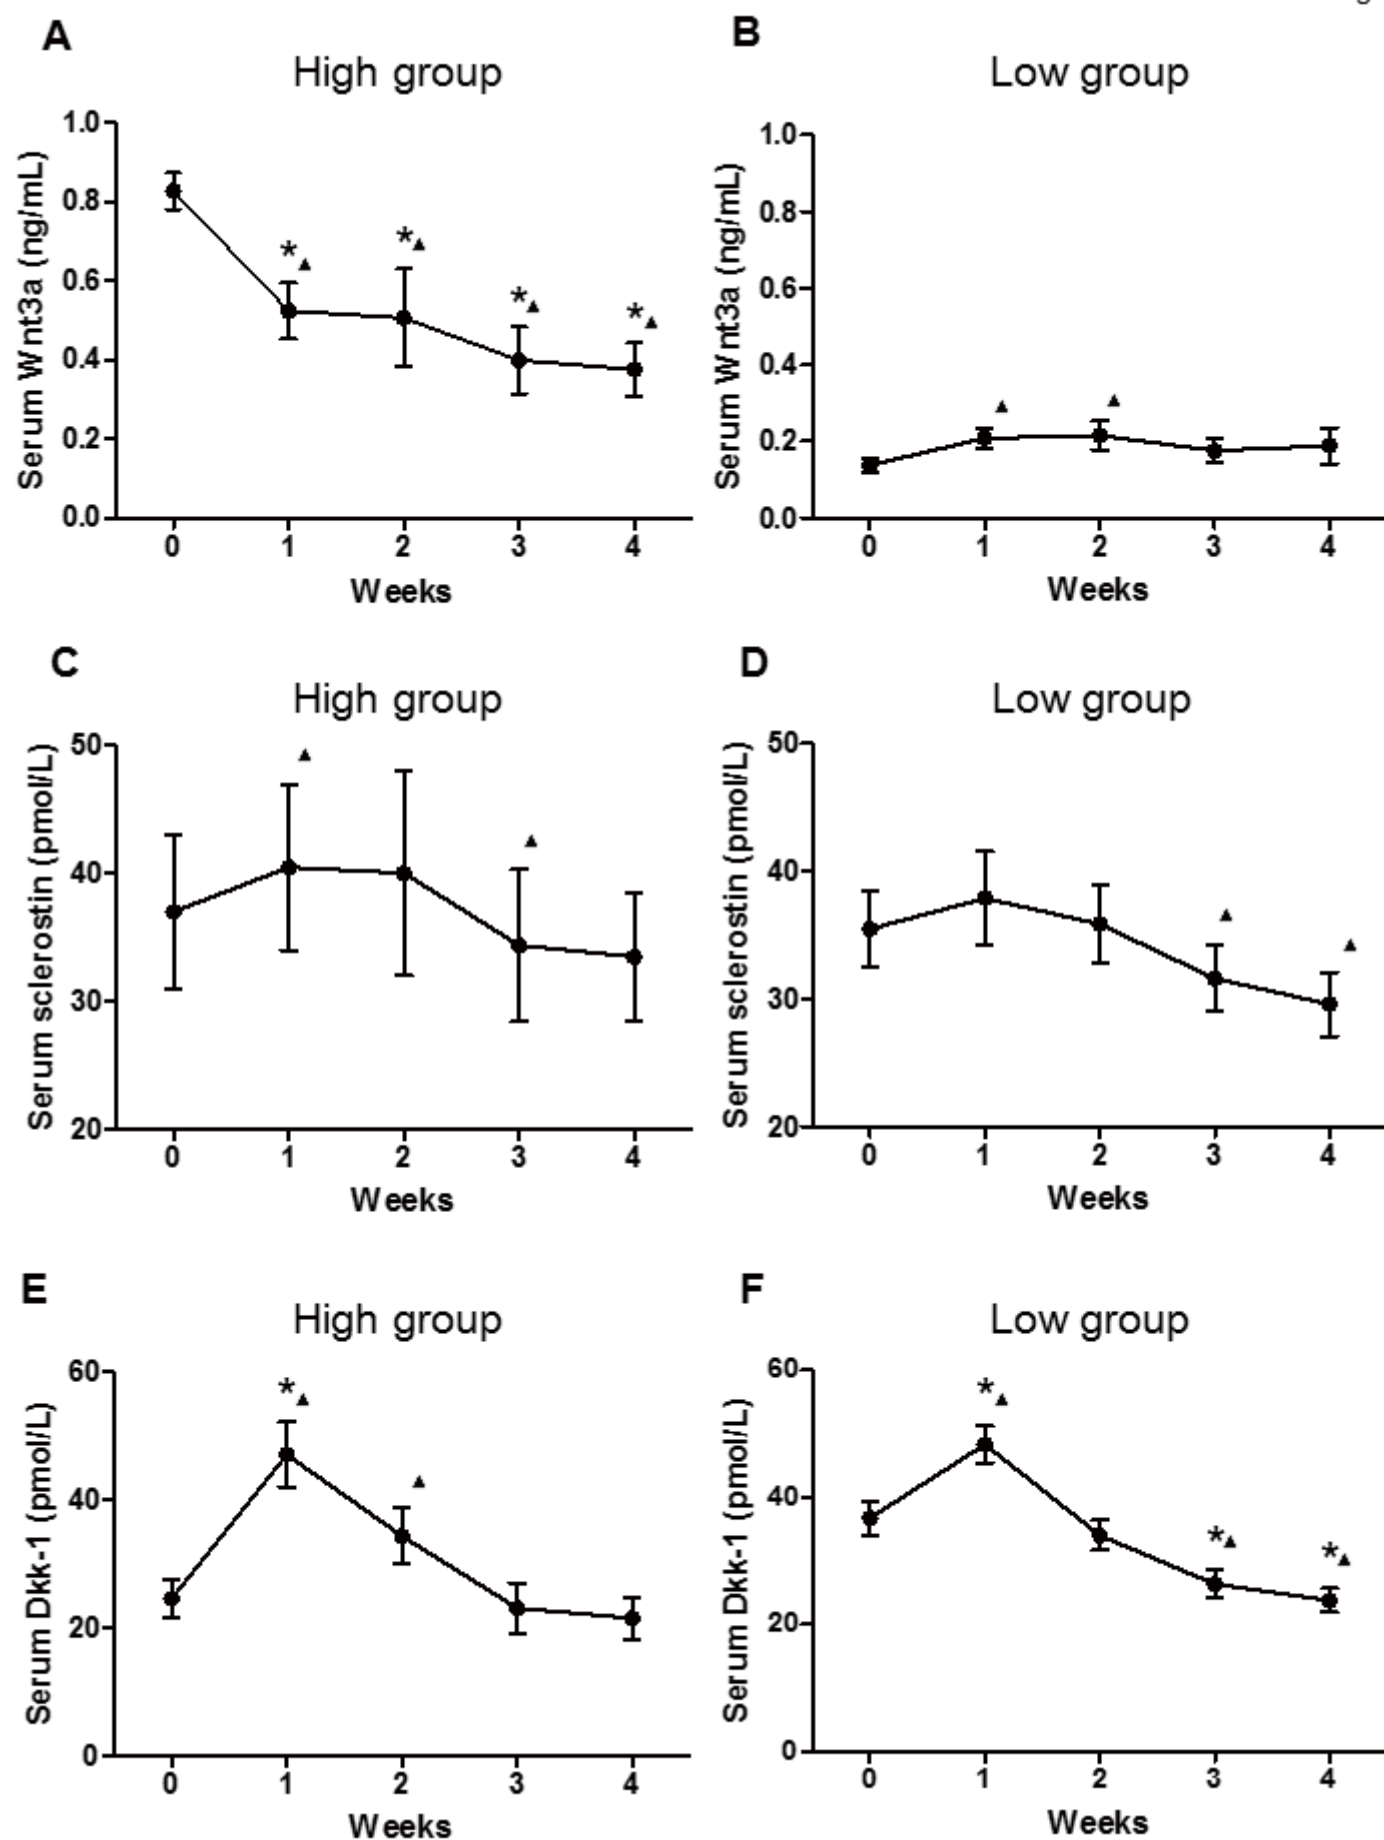 A
High group
Serum Wnt3a (ng/mL)
1.0
0.8
0.6
0.4
0.2
0.0
*▲
*▲
*▲
*▲
0 1 2 3 4
Weeks
B
Low group
Serum Wnt3a (ng/mL)
1.0
0.8
0.6
0.4
0.2
0.0
▲
▲
0 1 2 3 4
Weeks
C
High group
Serum sclerostin (pmol/L)
50
40
30
20
▲
▲
0 1 2 3 4
Weeks
D
Low group
Serum sclerostin (pmol/L)
50
40
30
20
▲
▲
0 1 2 3 4
Weeks
E
High group
Serum Dkk-1 (pmol/L)
60
40
20
0
*▲
▲
0 1 2 3 4
Weeks
F
Low group
Serum Dkk-1 (pmol/L)
60
40
20
0
*▲
*▲
*▲
0 1 2 3 4
Weeks